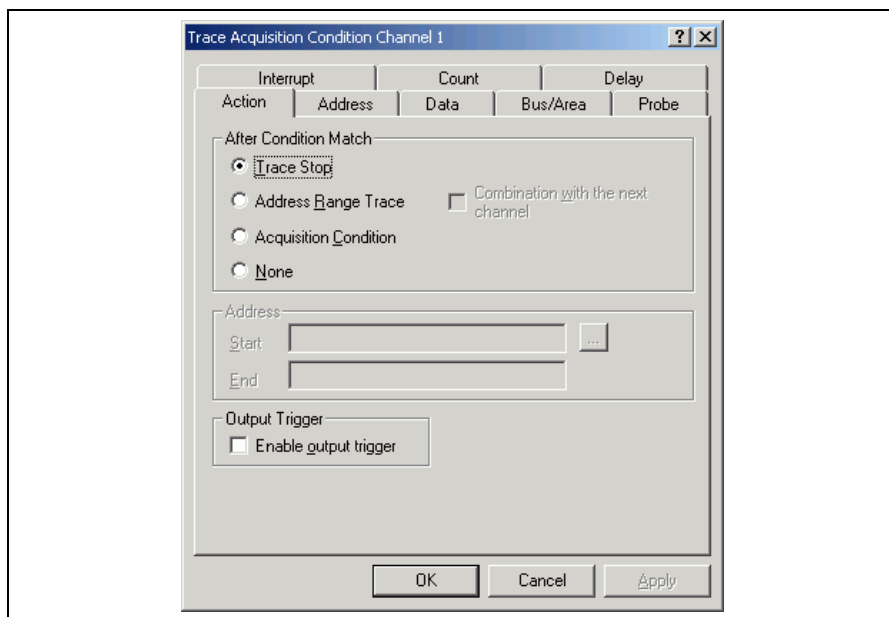 Trace Acquisition Condition Channel 1
Interrupt Count Delay
Action Address Data Bus/Area Probe
After Condition Match
Trace Stop
Address Range Trace
Combination with the next
channel
Acquisition Condition
None
Address
Start
...
End
Output Trigger
Enable output trigger
OK Cancel Apply